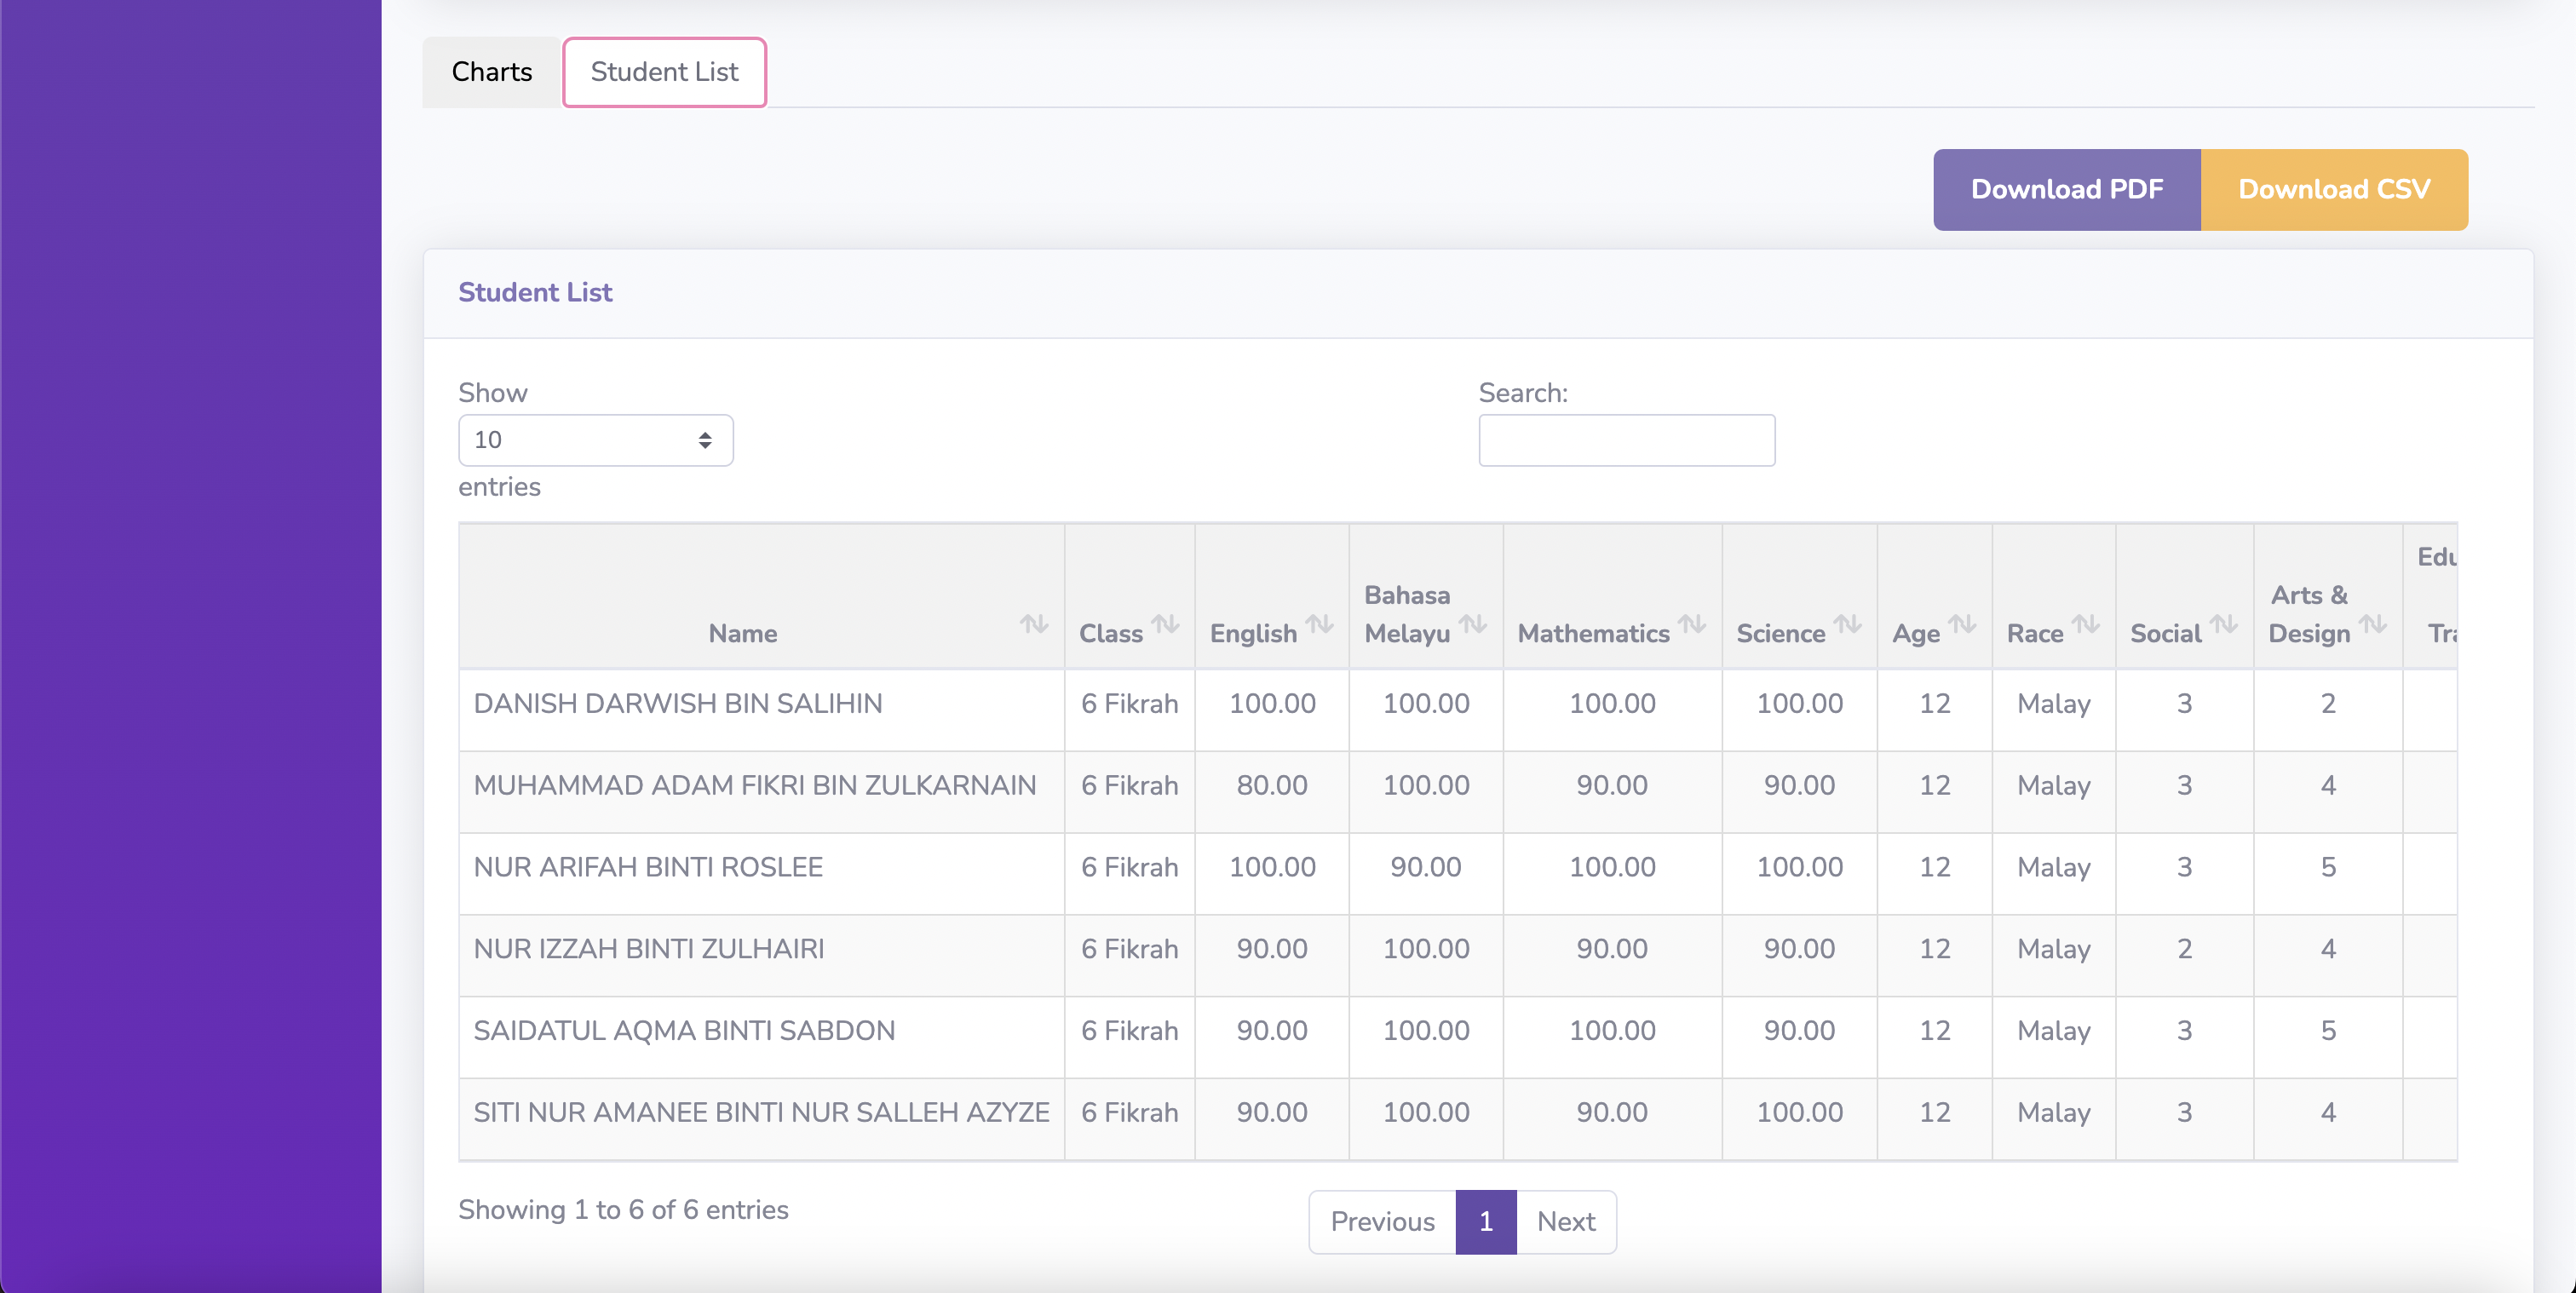 Charts
Student List
Download PDF
Download CSV
Student List
Show
10
entries
Search:
Name Class English Bahasa Melayu Mathematics Science Age Race Social Arts & Design
DANISH DARWISH BIN SALIHIN 6 Fikrah 100.00 100.00 100.00 100.00 12 Malay 3 2
MUHAMMAD ADAM FIKRI BIN ZULKARNAIN 6 Fikrah 80.00 100.00 90.00 90.00 12 Malay 3 4
NUR ARIFAH BINTI ROSLEE 6 Fikrah 100.00 90.00 100.00 100.00 12 Malay 3 5
NUR IZZAH BINTI ZULHAIRI 6 Fikrah 90.00 100.00 90.00 90.00 12 Malay 2 4
SAIDATUL AQMA BINTI SABDON 6 Fikrah 90.00 100.00 100.00 90.00 12 Malay 3 5
SITI NUR AMANEE BINTI NUR SALLEH AZYZE 6 Fikrah 90.00 100.00 90.00 100.00 12 Malay 3 4
Showing 1 to 6 of 6 entries
Previous 1 Next